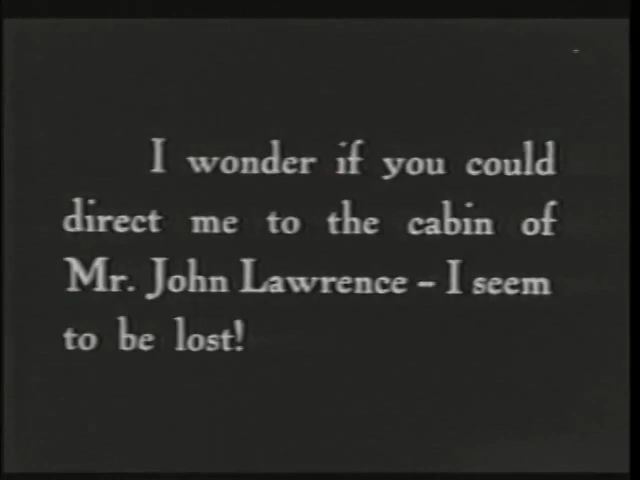 I wonder if you could
direct me to the cabin of
Mr. John Lawrence - I seem
to be lost!